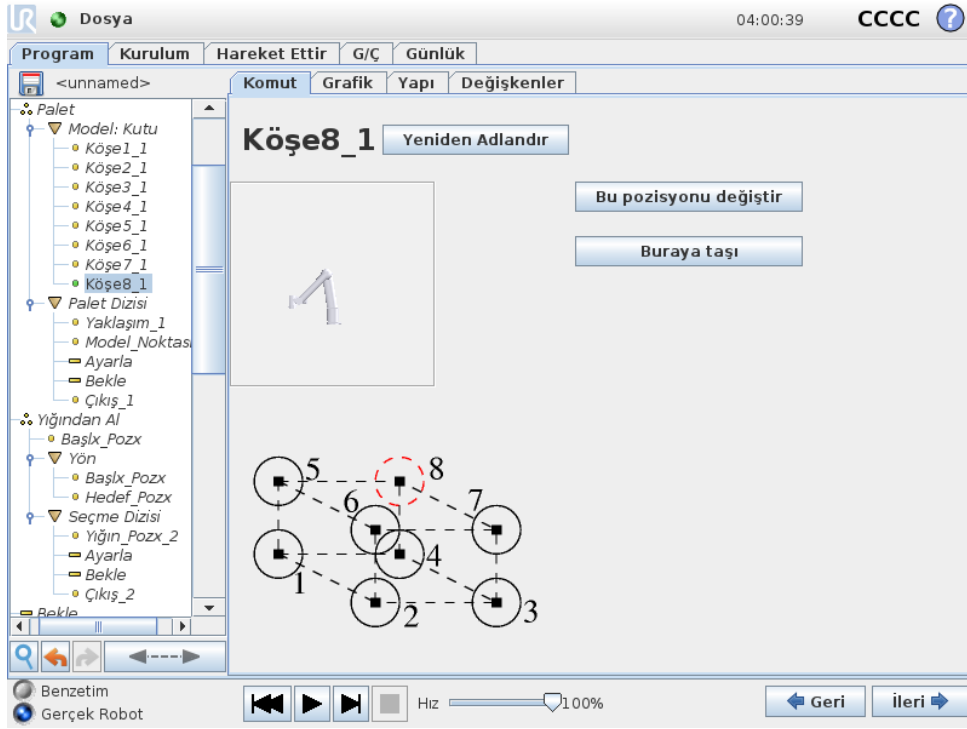 UR Dosya 04:00:39 CCCC ?
Program Kurulum Hareket Ettir G/Ç Günlük
<unnamed> Komut Grafik Yapı Değişkenler
Palet
Model: Kutu
Köşe1_1
Köşe2_1
Köşe3_1
Köşe4_1
Köşe5_1
Köşe6_1
Köşe7_1
Köşe8_1
Palet Dizisi
Yaklaşım_1
Model_Noktası
Ayarla
Bekle
Çıkış_1
Yığından Al
Başlx_Pozx
Yön
Başlx_Pozx
Hedef_Pozx
Seçme Dizisi
Yığın_Pozx_2
Ayarla
Bekle
Çıkış_2
Bekle
Köşe8_1 Yeniden Adlandır
Bu pozisyonu değiştir
Buraya taşı
5 8
6 7
1 4
2 3
Benzetim
Gerçek Robot
Hız 100%
Geri İleri